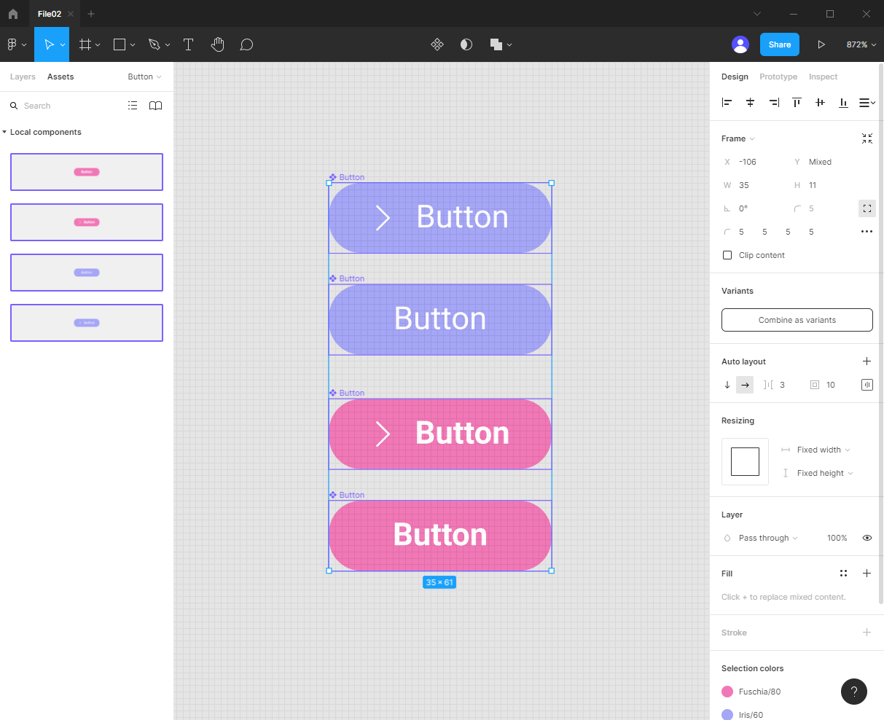 File02
Share
872%
Layers
Assets
Button
Search
Local components
Button
Button
Button
Button
Button
Button
Button
Button
Button
Button
Button
Button
35 × 61
Design
Prototype
Inspect
Frame
X
-106
Y
Mixed
W
35
H
11
0°
5
5
5
5
5
Clip content
Variants
Combine as variants
Auto layout
3
10
Resizing
Fixed width
Fixed height
Layer
Pass through
100%
Fill
Click + to replace mixed content.
Stroke
Selection colors
Fuschia/80
Iris/60
?